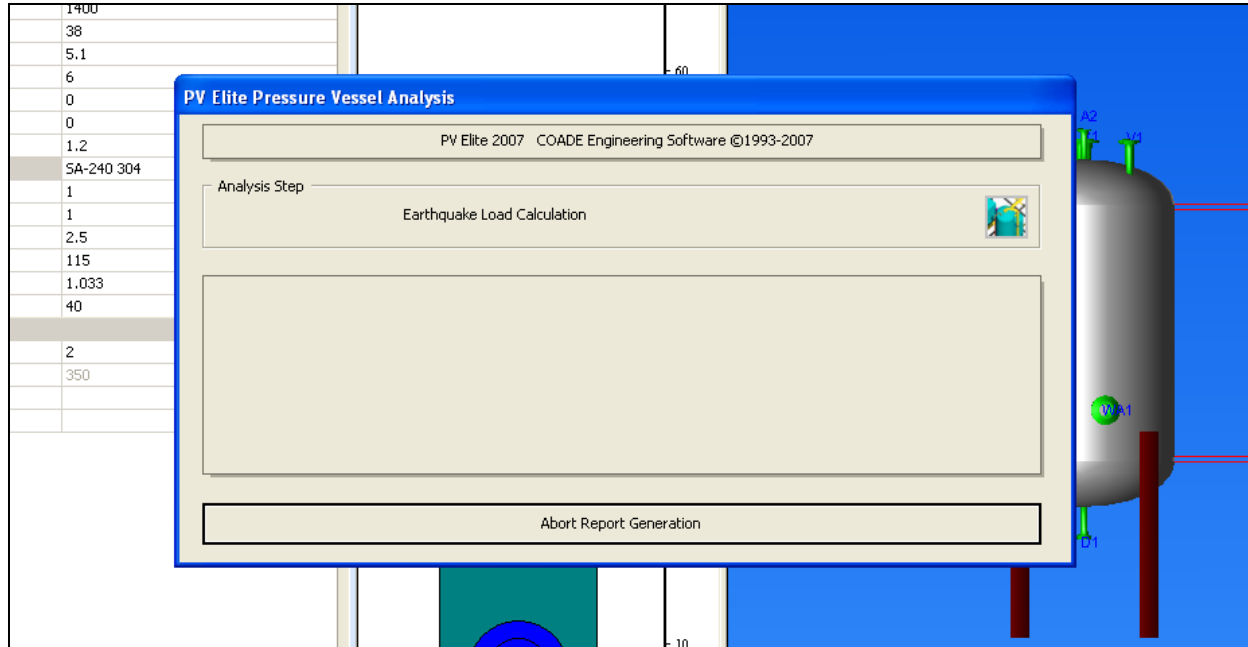 1400
38
5.1
6
0
0
1.2
SA-240 304
1
1
2.5
115
1.033
40
2
350
60
PV Elite Pressure Vessel Analysis
PV Elite 2007 COADE Engineering Software ©1993-2007
Analysis Step
Earthquake Load Calculation
Abort Report Generation
10
A2
V1
WA1
D1